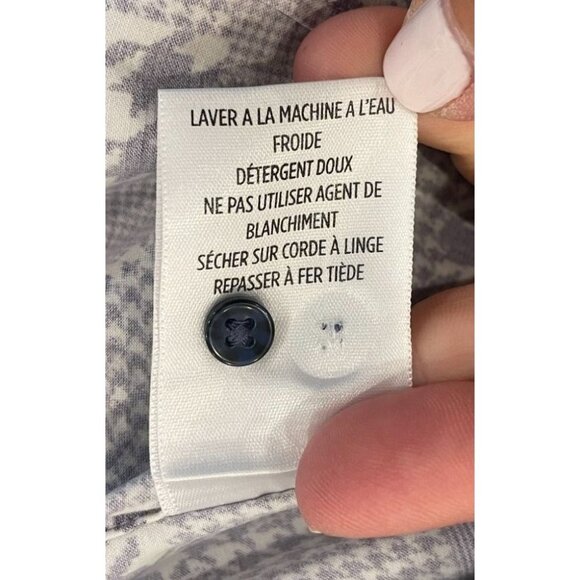 LAVER A LA MACHINE A L'EAU
FROIDE
DÉTERGENT DOUX
NE PAS UTILISER AGENT DE
BLANCHIMENT
SÉCHER SUR CORDE À LINGE
REPASSER À FER TIÈDE